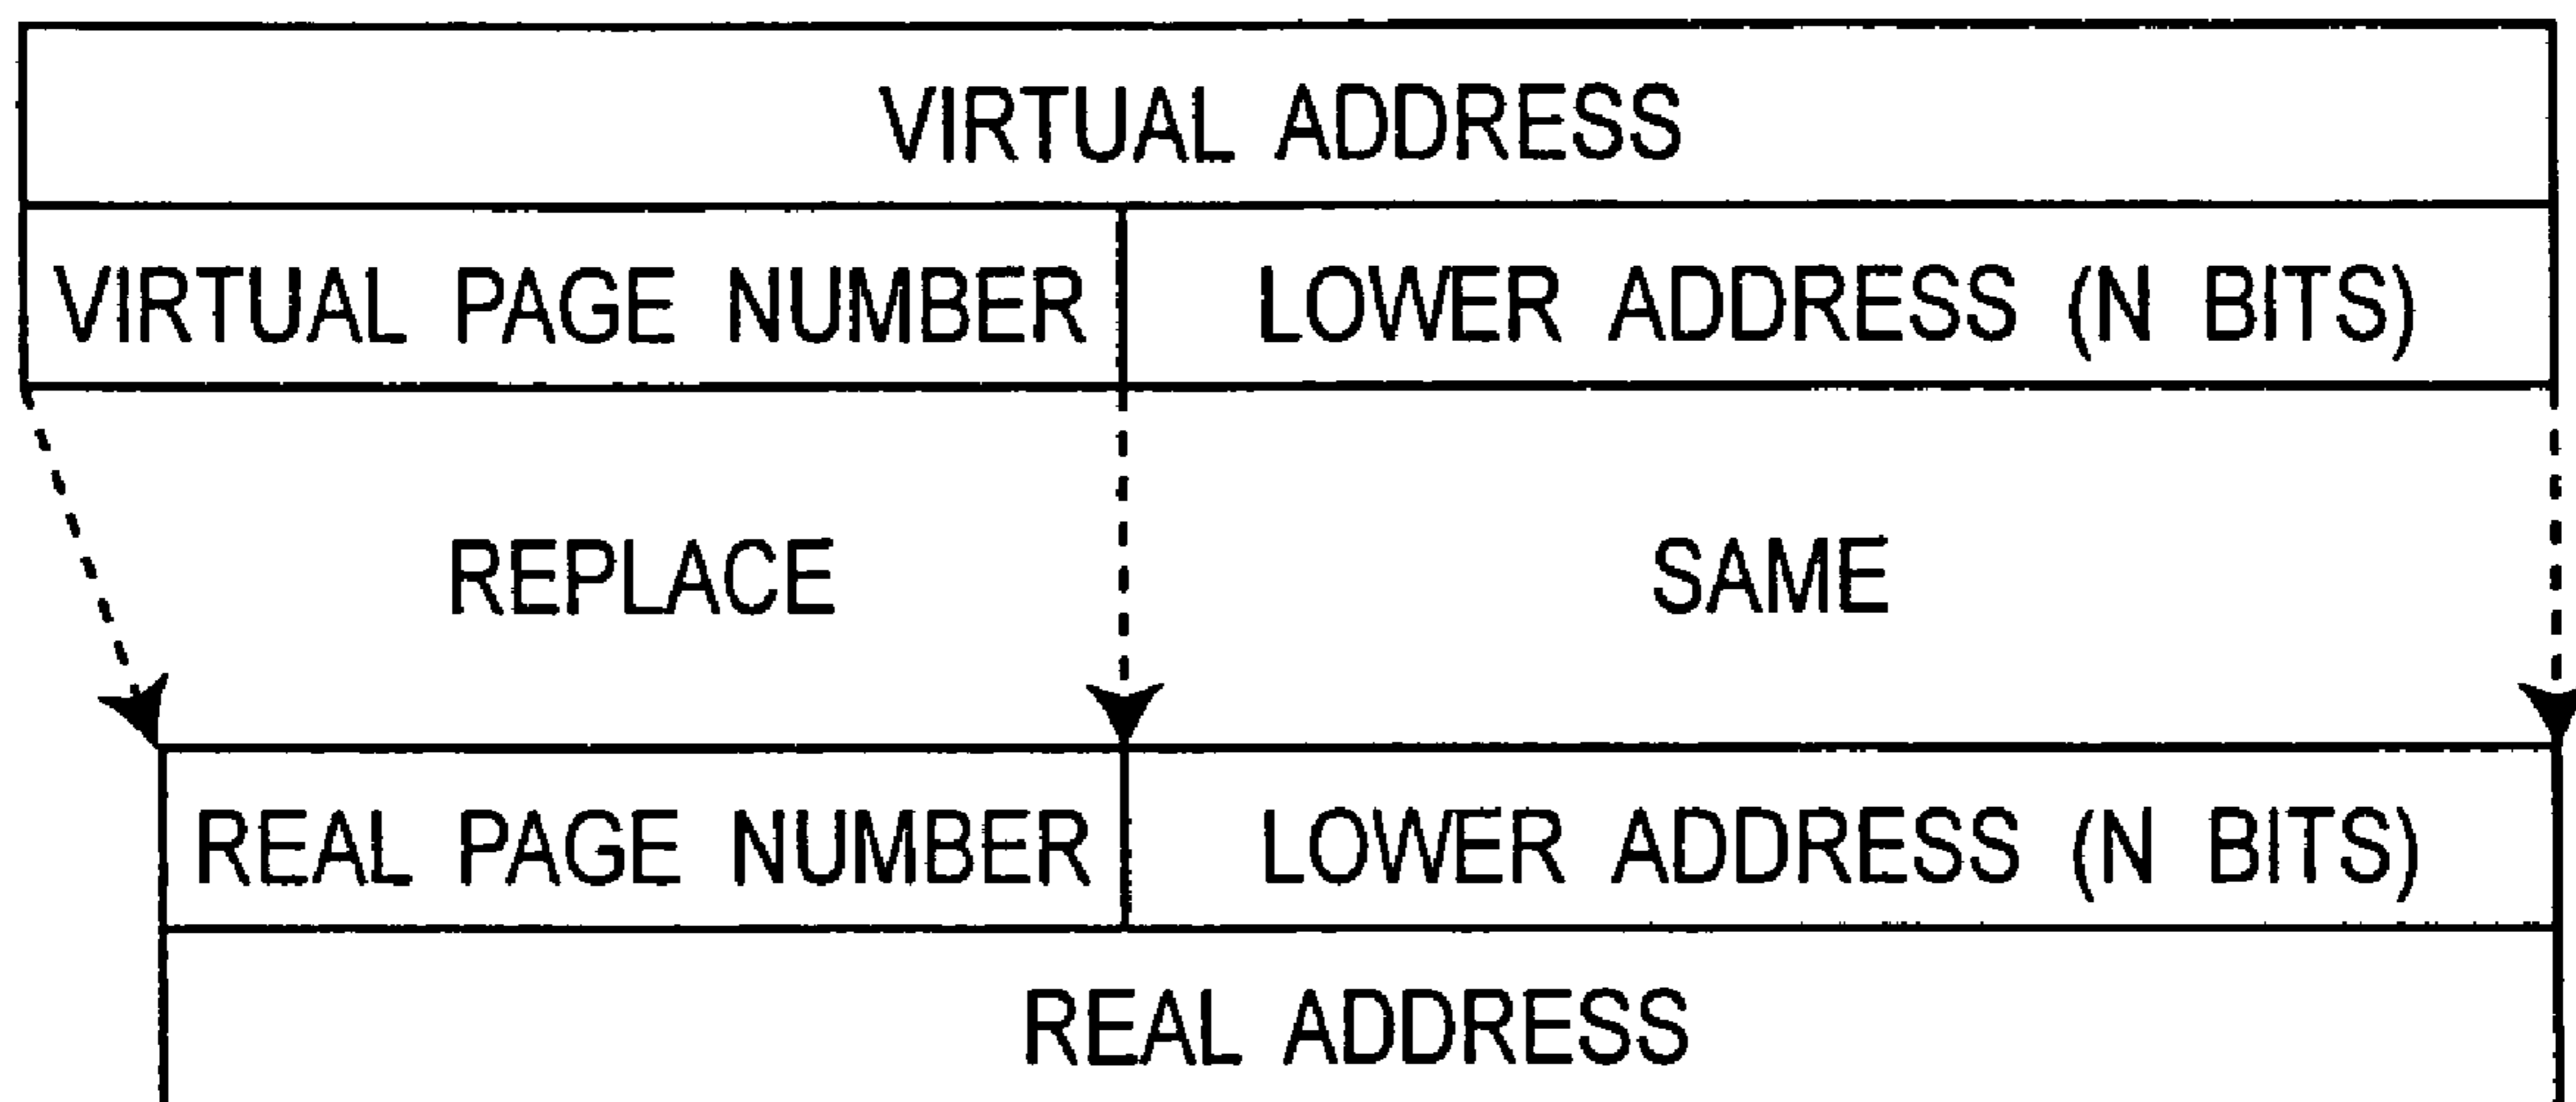 VIRTUAL ADDRESS
VIRTUAL PAGE NUMBER LOWER ADDRESS (N BITS)
REPLACE SAME
REAL PAGE NUMBER LOWER ADDRESS (N BITS)
REAL ADDRESS